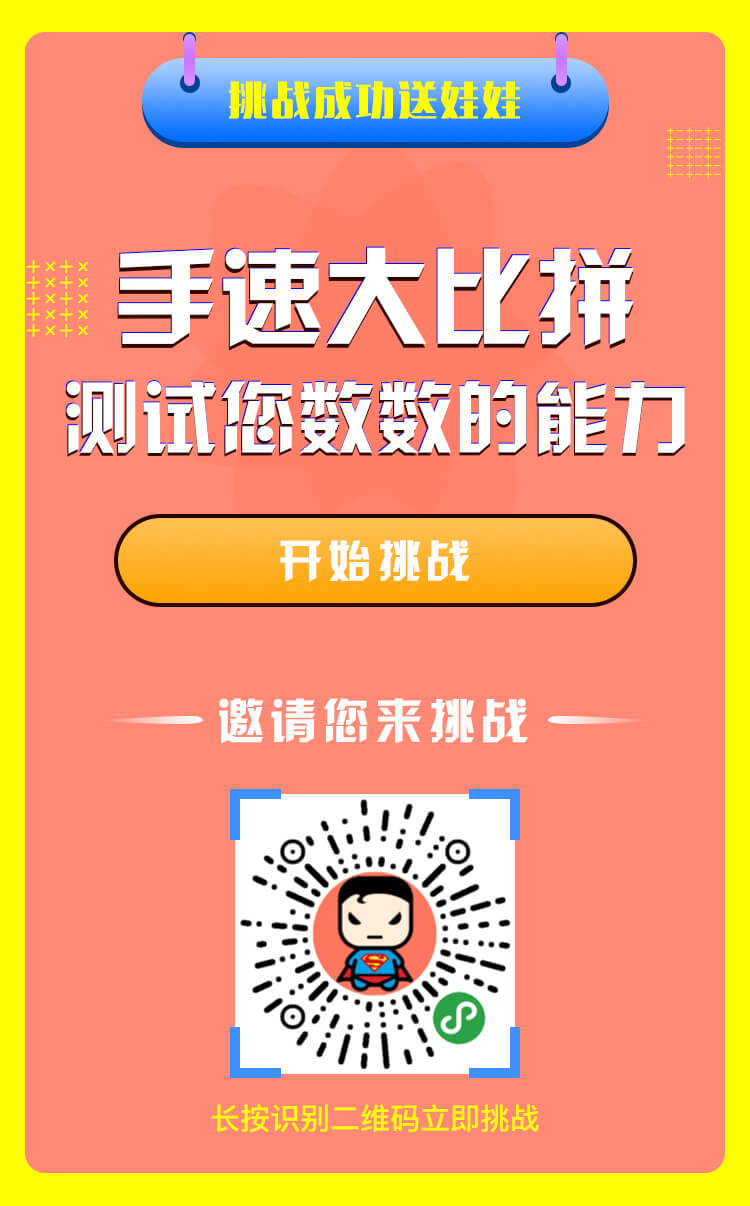 挑战成功送娃娃
手速大比拼
测试您数数的能力
开始挑战
邀请您来挑战
长按识别二维码立即挑战